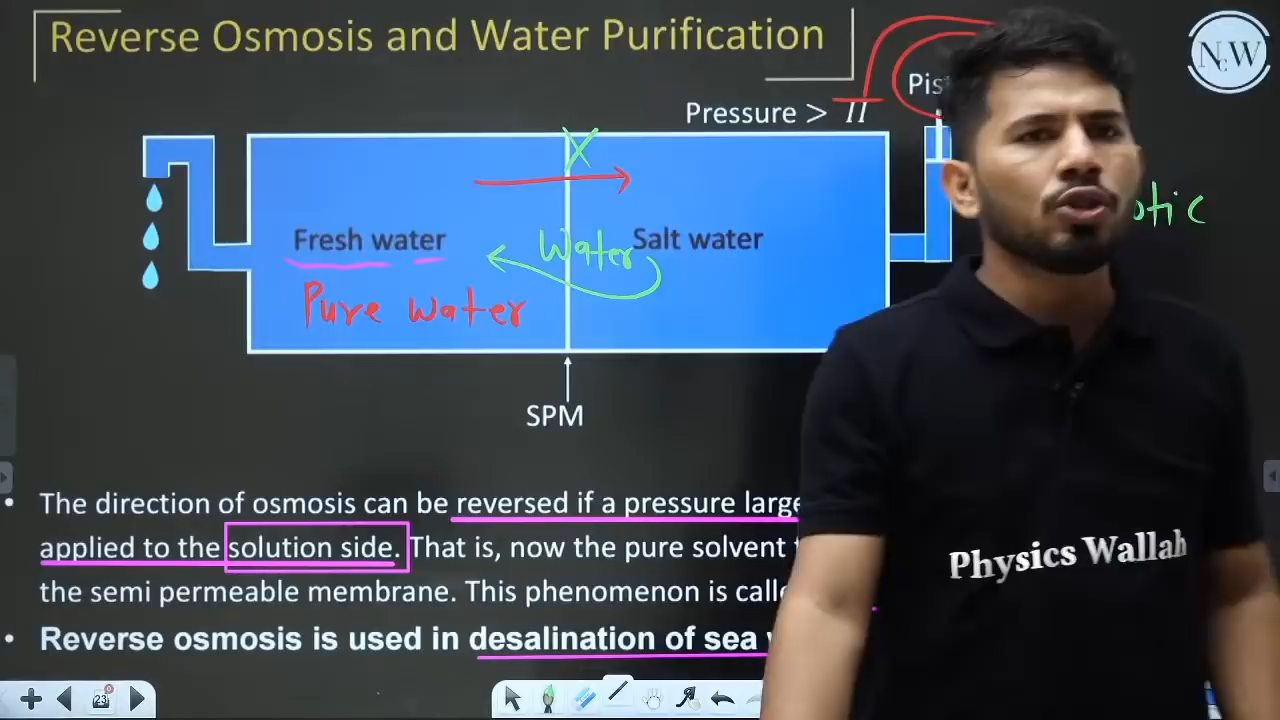 Reverse Osmosis and Water Purification
NcW
Pressure > π
X
Fresh water
Water
Salt water
Pure water
SPM
• The direction of osmosis can be reversed if a pressure
applied to the solution side. That is, now the pure solvent
the semi permeable membrane. This phenomenon is
• Reverse osmosis is used in desalination of sea
23
Physics Wallah